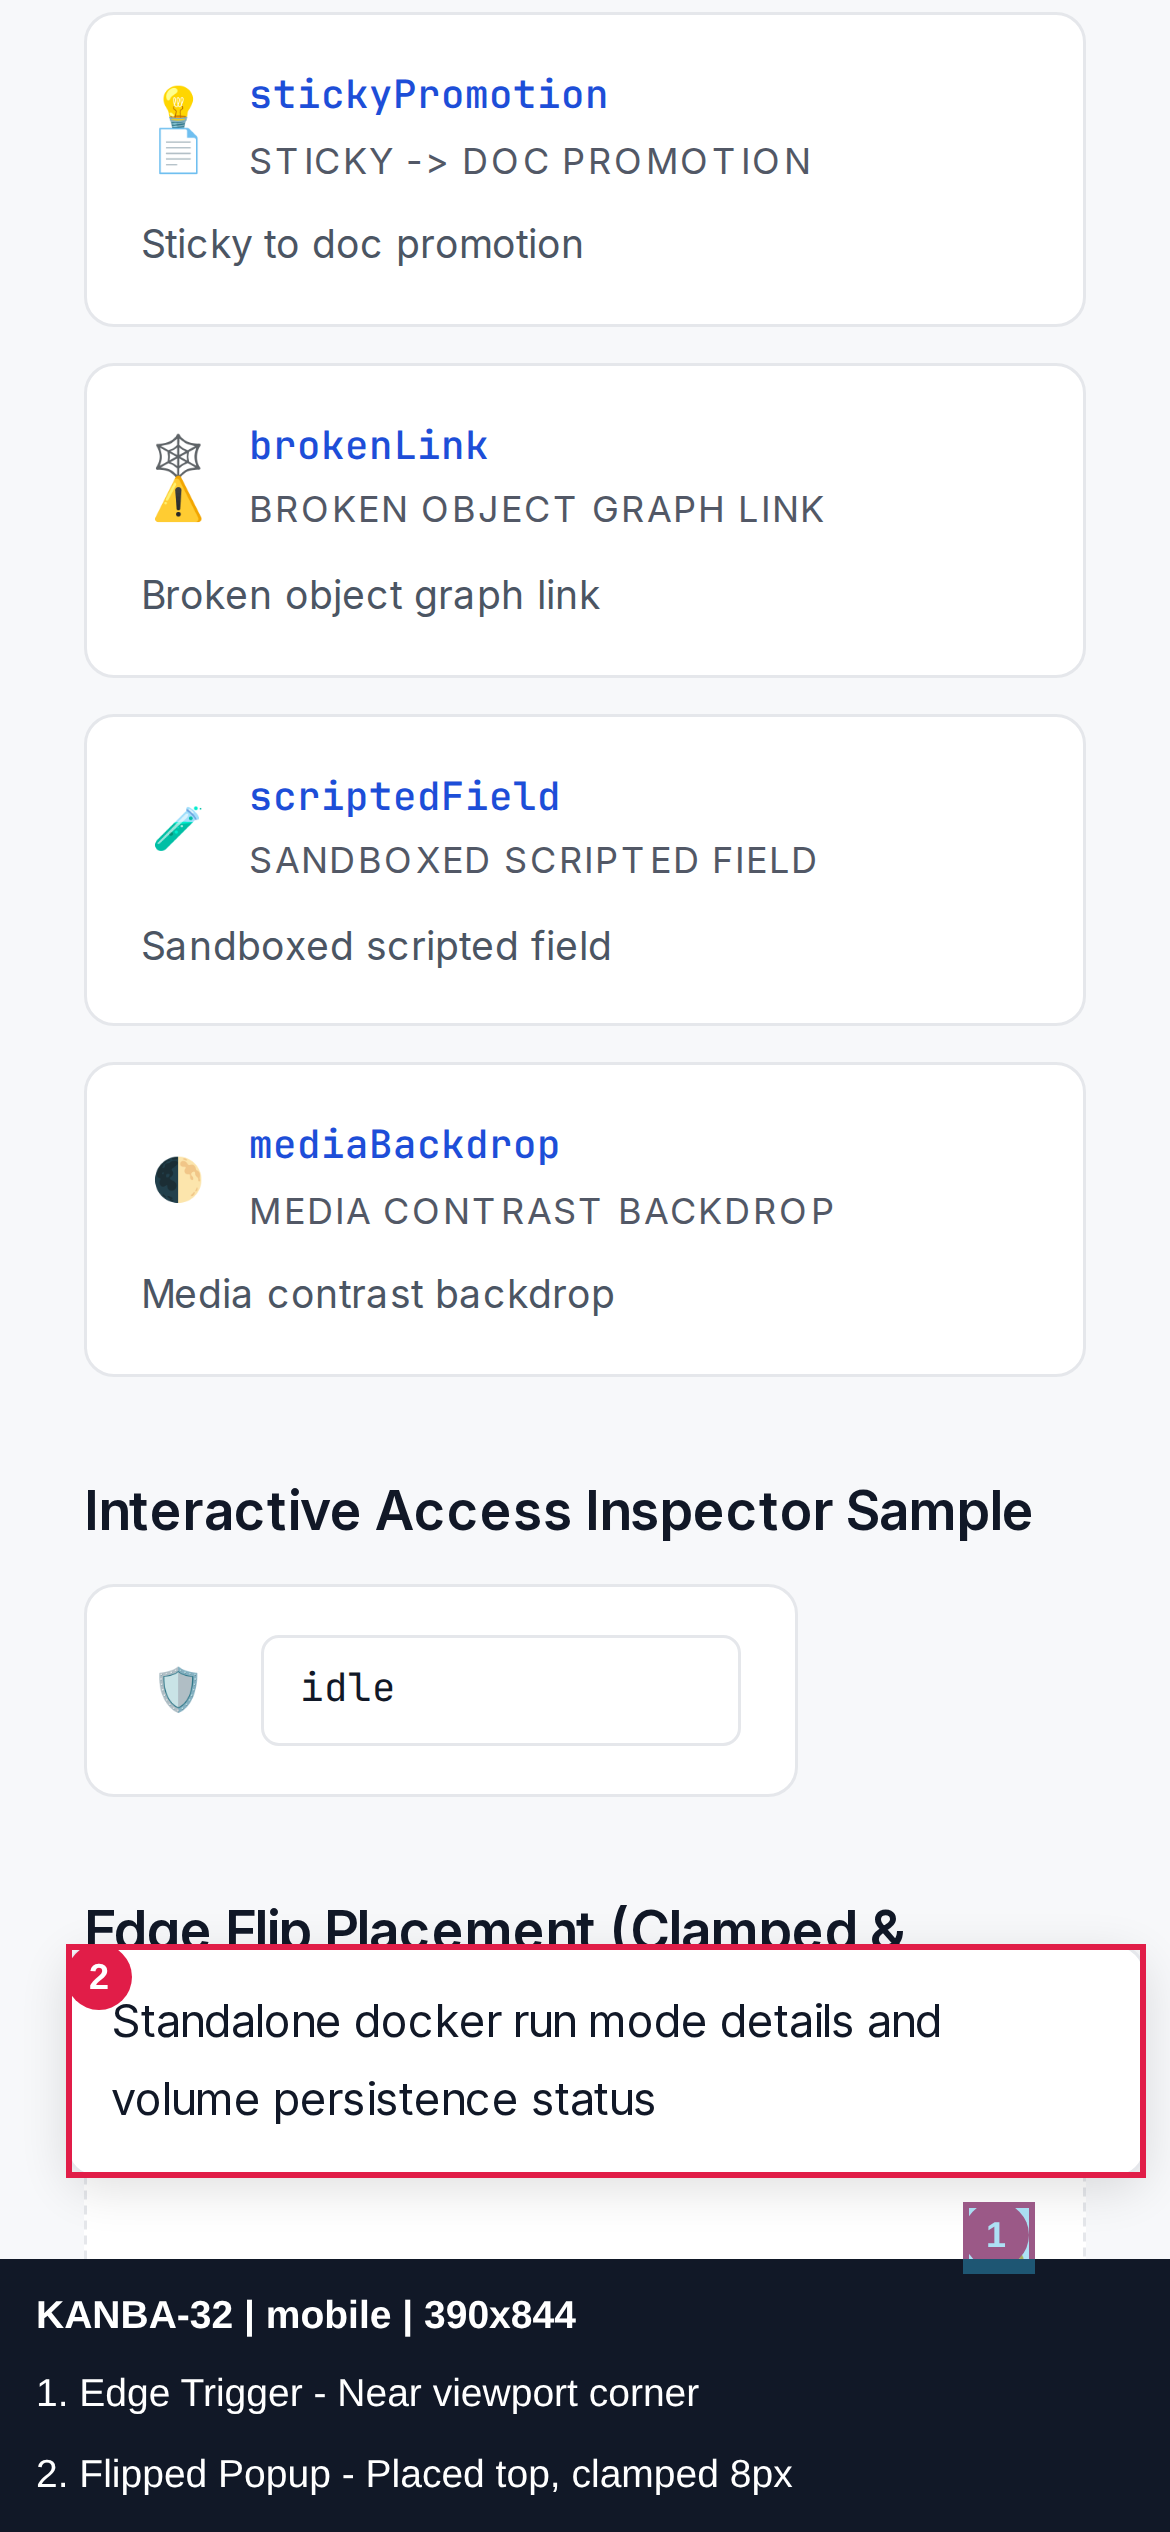 stickyPromotion
STICKY -> DOC PROMOTION
Sticky to doc promotion
brokenLink
BROKEN OBJECT GRAPH LINK
Broken object graph link
scriptedField
SANDBOXED SCRIPTED FIELD
Sandboxed scripted field
mediaBackdrop
MEDIA CONTRAST BACKDROP
Media contrast backdrop
Interactive Access Inspector Sample
idle
Edge Flip Placement (Clamped &
2
Standalone docker run mode details and
volume persistence status
1
KANBA-32 | mobile | 390x844
1. Edge Trigger - Near viewport corner
2. Flipped Popup - Placed top, clamped 8px